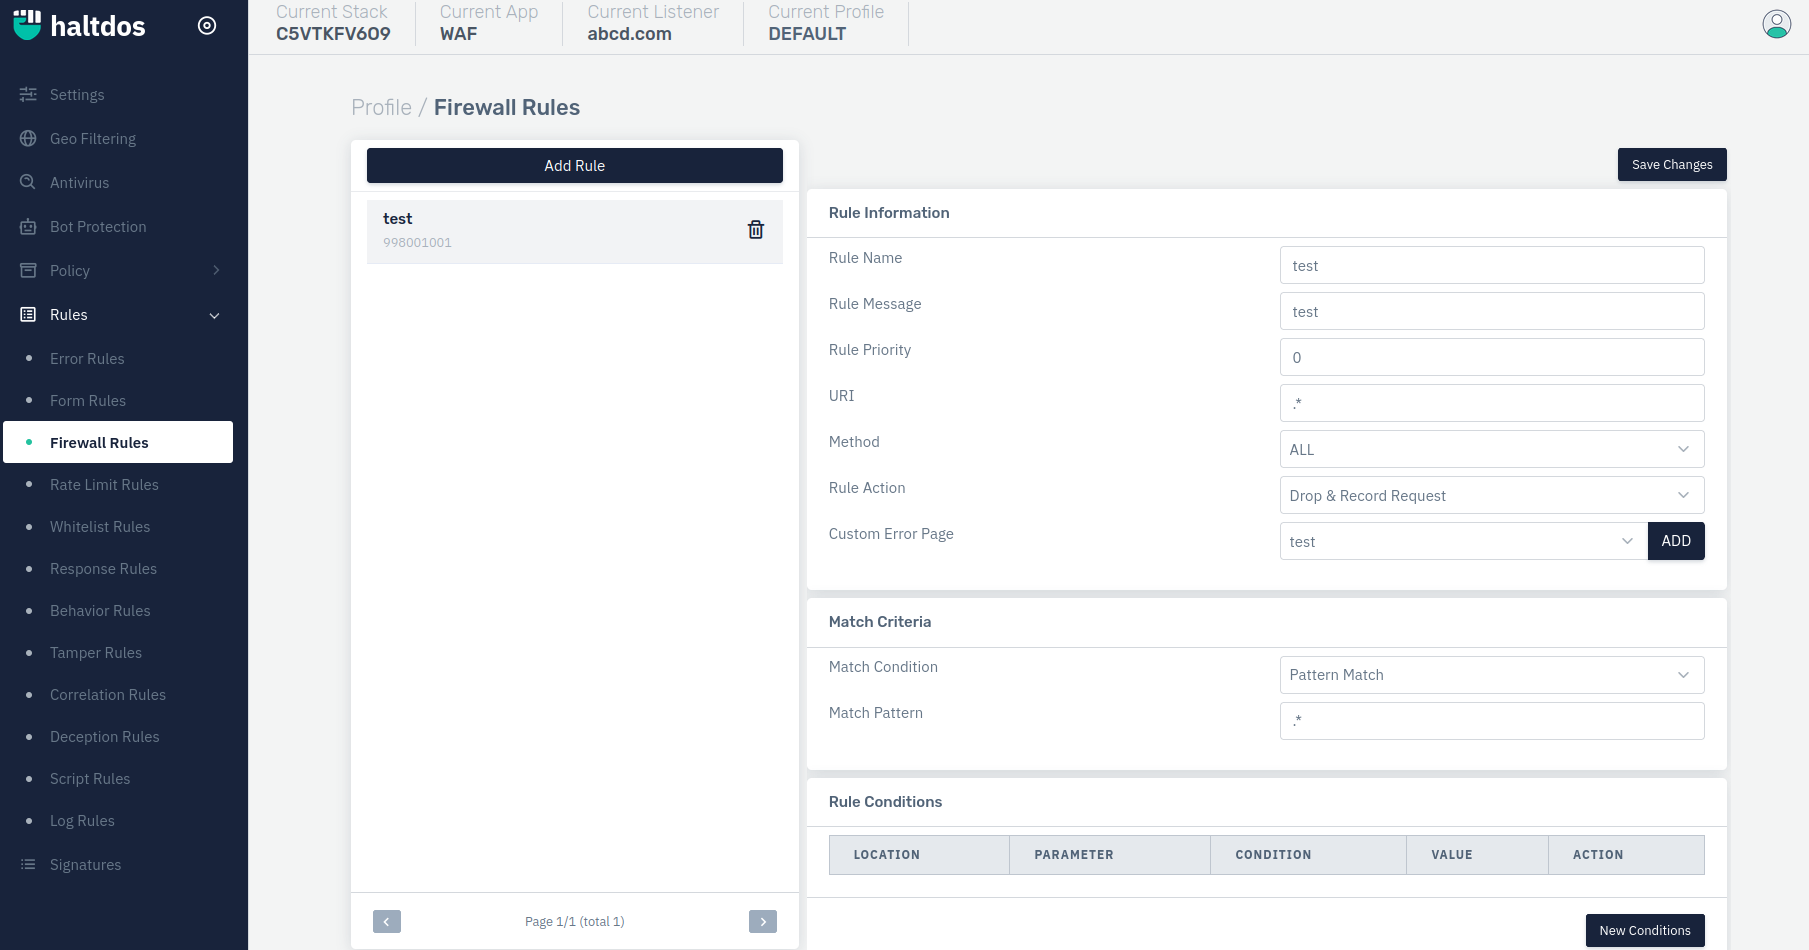 haltdos
Current Stack
C5VTKFV609
Current App
WAF
Current Listener
abcd.com
Current Profile
DEFAULT
Settings
Geo Filtering
Antivirus
Bot Protection
Policy
Rules
Error Rules
Form Rules
Firewall Rules
Rate Limit Rules
Whitelist Rules
Response Rules
Behavior Rules
Tamper Rules
Correlation Rules
Deception Rules
Script Rules
Log Rules
Signatures
Profile / Firewall Rules
Add Rule
test
998001001
Page 1/1 (total 1)
Save Changes
Rule Information
Rule Name
test
Rule Message
test
Rule Priority
0
URI
.*
Method
ALL
Rule Action
Drop & Record Request
Custom Error Page
test
ADD
Match Criteria
Match Condition
Pattern Match
Match Pattern
.*
Rule Conditions
LOCATION PARAMETER CONDITION VALUE ACTION
New Conditions